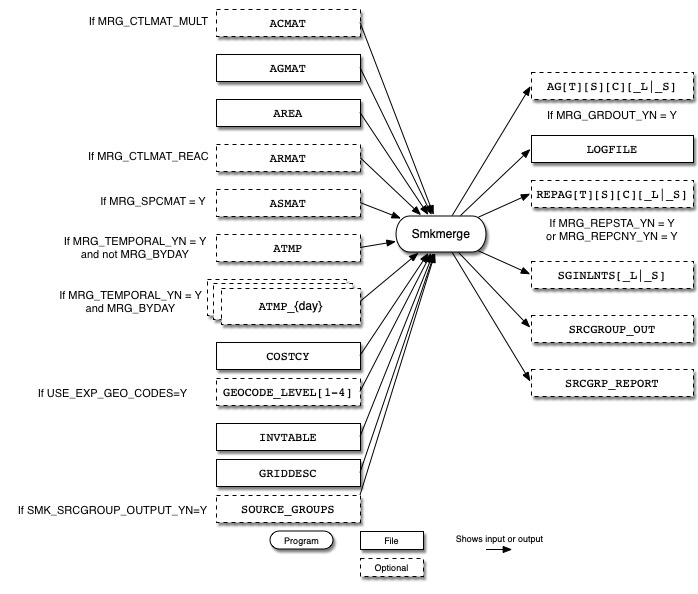 If MRG_CTLMAT_MULT
ACMAT
AGMAT
AREA
If MRG_CTLMAT_REAC
ARMAT
If MRG_SPCMAT = Y
ASMAT
If MRG_TEMPORAL_YN = Y
and not MRG_BYDAY
ATMP
If MRG_TEMPORAL_YN = Y
and MRG_BYDAY
ATMP_{day}
COSTCY
If USE_EXP_GEO_CODES=Y
GEOCODE_LEVEL[1-4]
INVTABLE
GRIDDESC
If SMK_SRCGROUP_OUTPUT_YN=Y
SOURCE_GROUPS
Smkmerge
AG[T][S][C][_L|_S]
If MRG_GRDOUT_YN = Y
LOGFILE
REPAG[T][S][C][_L|_S]
If MRG_REPSTA_YN = Y
or MRG_REPCNY_YN = Y
SGINLNTS[_L|_S]
SRCGROUP_OUT
SRCGRP_REPORT
Program
File
Optional
Shows input or output